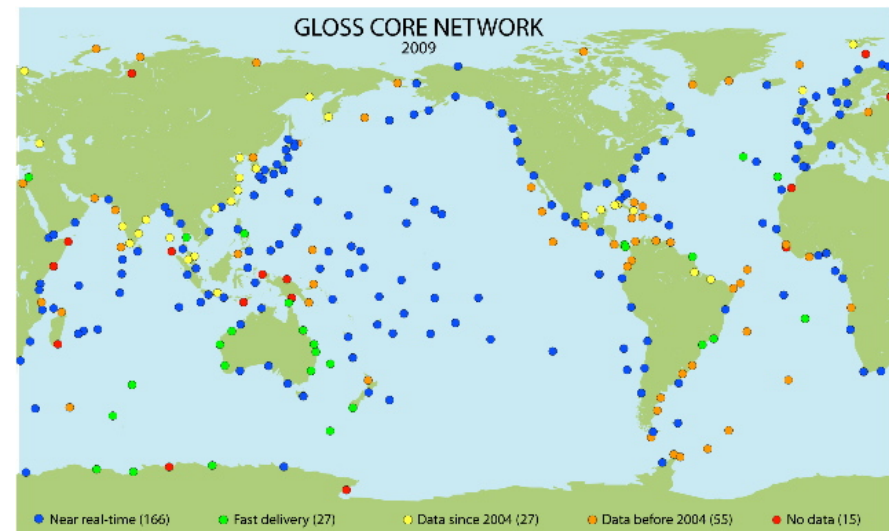 GLOSS CORE NETWORK
2009
Near real-time (166) Fast delivery (27) Data since 2004 (27) Data before 2004 (55) No data (15)